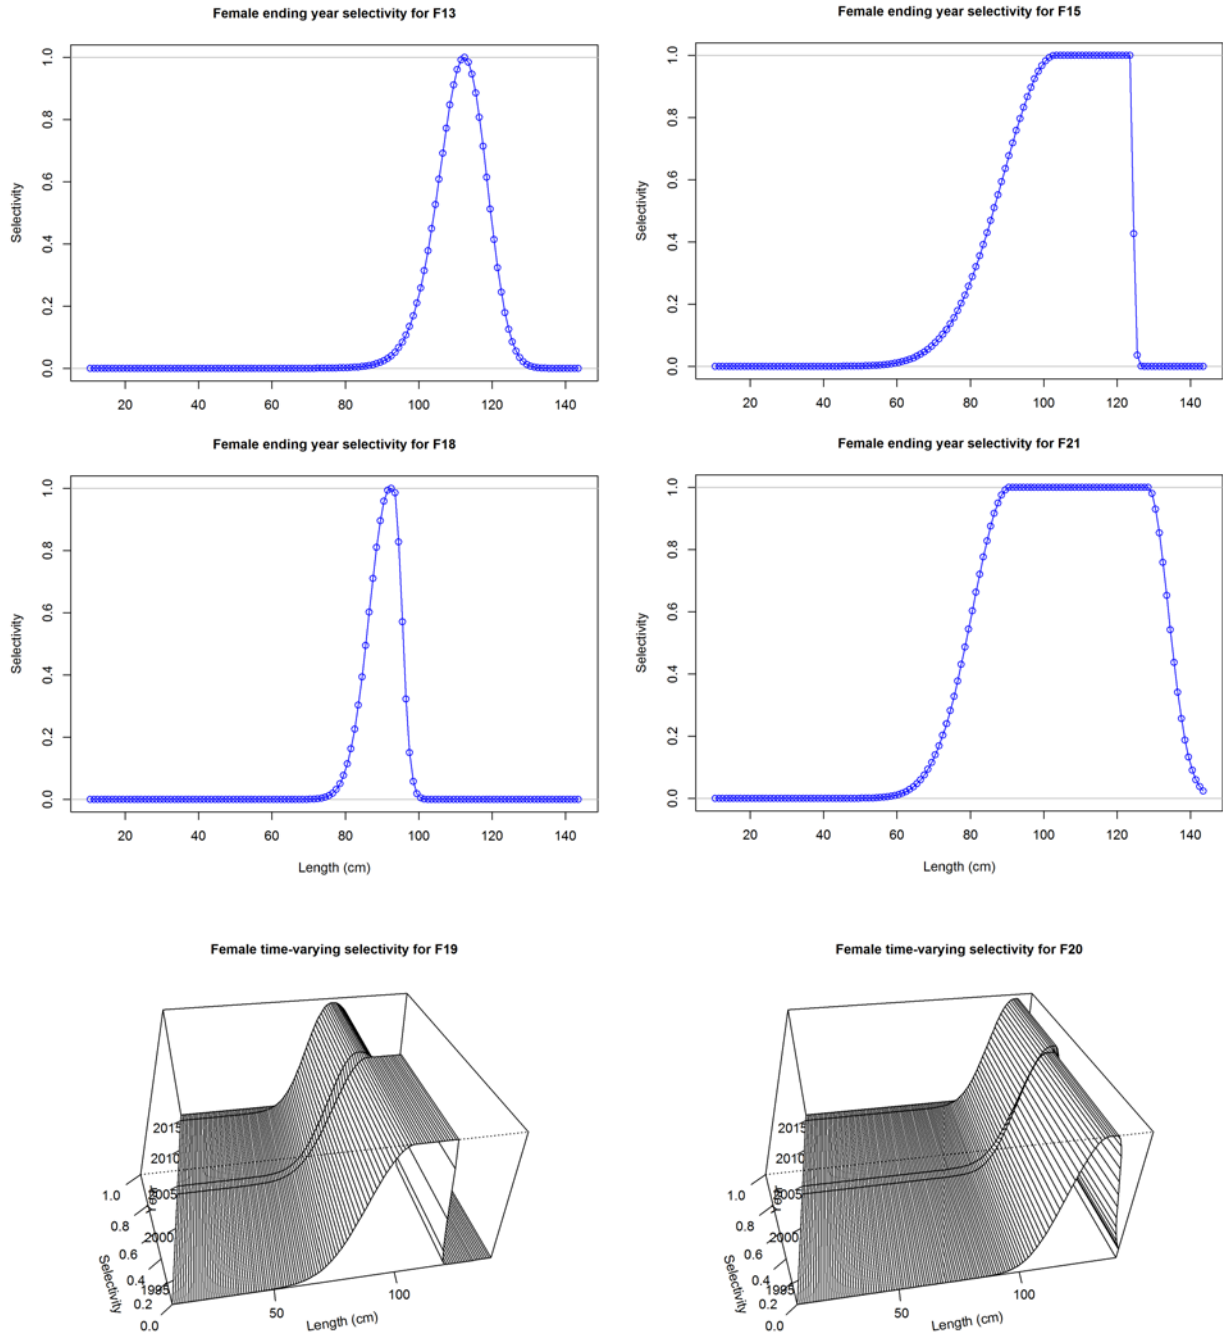 Female ending year selectivity for F13
Selectivity
0.0 0.2 0.4 0.6 0.8 1.0
20 40 60 80 100 120 140
Female ending year selectivity for F15
Selectivity
0.0 0.2 0.4 0.6 0.8 1.0
20 40 60 80 100 120 140
Female ending year selectivity for F18
Selectivity
0.0 0.2 0.4 0.6 0.8 1.0
20 40 60 80 100 120 140
Length (cm)
Female ending year selectivity for F21
Selectivity
0.0 0.2 0.4 0.6 0.8 1.0
20 40 60 80 100 120 140
Length (cm)
Female time-varying selectivity for F19
Selectivity
0.0 0.2 0.4 0.6 0.8 1.0
Year
1995 2000 2005 2010 2015
50 100
Length (cm)
Female time-varying selectivity for F20
Selectivity
0.0 0.2 0.4 0.6 0.8 1.0
Year
1995 2000 2005 2010 2015
50 100
Length (cm)